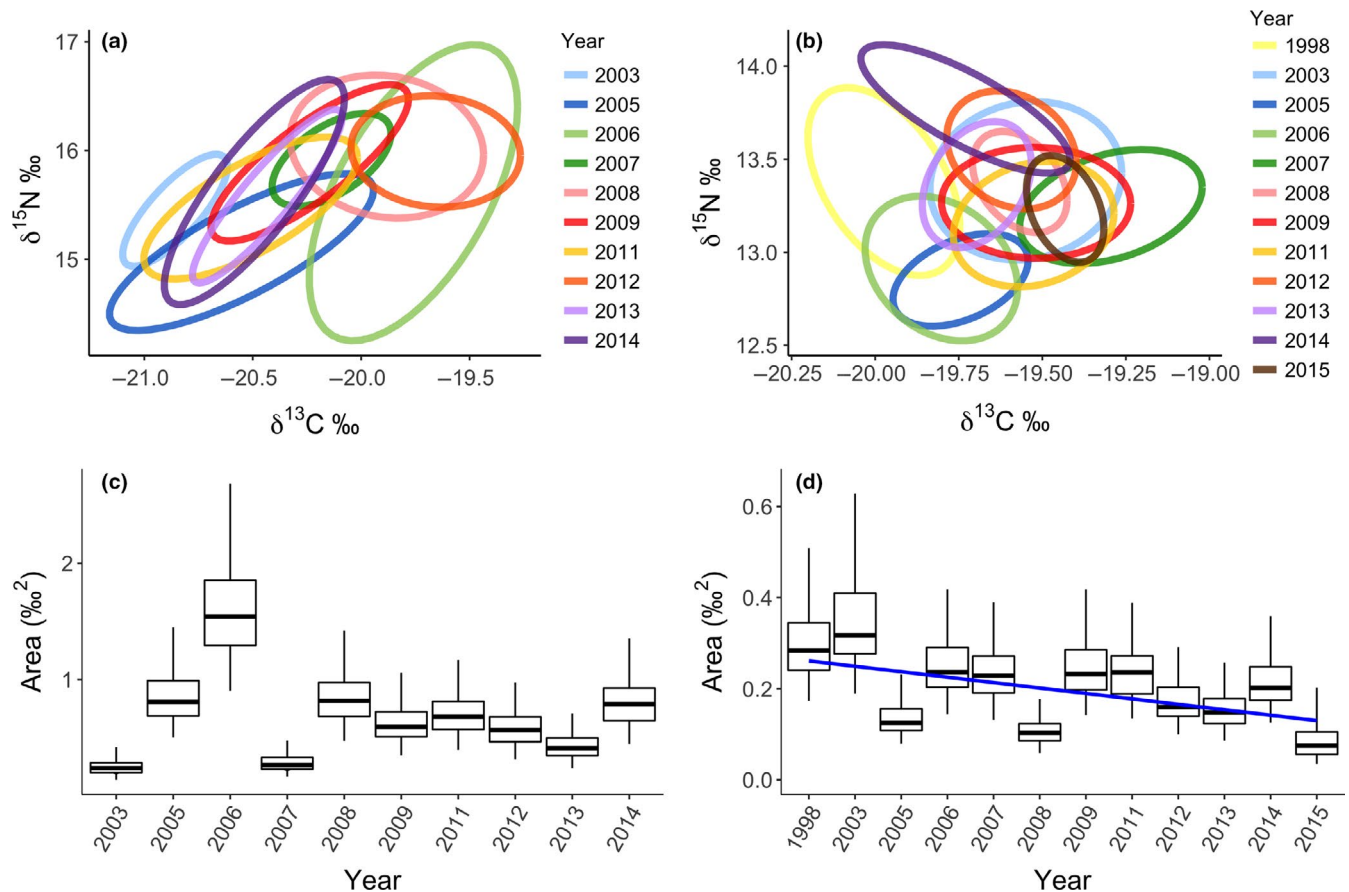 (a)
17
16
15
δ15N ‰
−21.0 −20.5 −20.0 −19.5
δ13C ‰
Year
2003
2005
2006
2007
2008
2009
2011
2012
2013
2014
(b)
14.0
13.5
13.0
12.5
δ15N ‰
−20.25 −20.00 −19.75 −19.50 −19.25 −19.00
δ13C ‰
Year
1998
2003
2005
2006
2007
2008
2009
2011
2012
2013
2014
2015
(c)
2
1
Area (‰2)
2003 2005 2006 2007 2008 2009 2011 2012 2013 2014
Year
(d)
0.6
0.4
0.2
0.0
Area (‰2)
1998 2003 2005 2006 2007 2008 2009 2011 2012 2013 2014 2015
Year